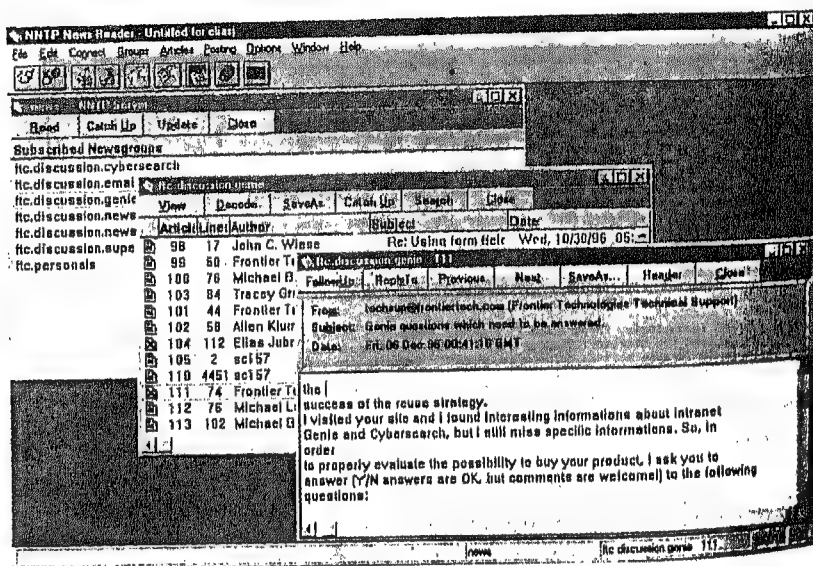 NNTP News Reader - Untitled for
File Edit Connect Groups Articles Posting Options Window Help
news NNTP Server
Read Catch Up Update Close
Subscribed Newsgroups
ftc.discussion.cybersearch
ftc.discussion.emai
ftc.discussion.genie
ftc.discussion.news
ftc.discussion.news
ftc.discussion.supe
ftc.personals
ftc.discussion.genie
View Decode SaveAs Catch Up Search Close
Articl Lines Author Subject Date
98 17 John C. Wiese Re: Using form fielc Wed, 10/30/96 05:
99 60 Frontier Te
100 76 Michael B.
103 84 Tracey Gr
101 44 Frontier Te
102 58 Allen Klurr
104 112 Elias Jubr
105 2 sci57
110 4451 sci57
111 74 Frontier Te
112 76 Michael L
113 102 Michael B
ftc.discussion.genie 111
FollowUp ReplyTo Previous Next SaveAs... Header Close
From: techsup@frontiertech.com (Frontier Technologies Technical Support)
Subject: Genie questions which need to be answered.
Date: Fri, 06 Dec 96 00:41:16 GMT
the
success of the reuse strategy.
I visited your site and I found interesting informations about Intranet
Genie and Cybersearch, but I still miss specific informations. So, in
order
to properly evaluate the possibility to buy your product, I ask you to
answer (Y/N answers are OK, but comments are welcome!) to the following
questions:
news ftc.discussion.genie 111